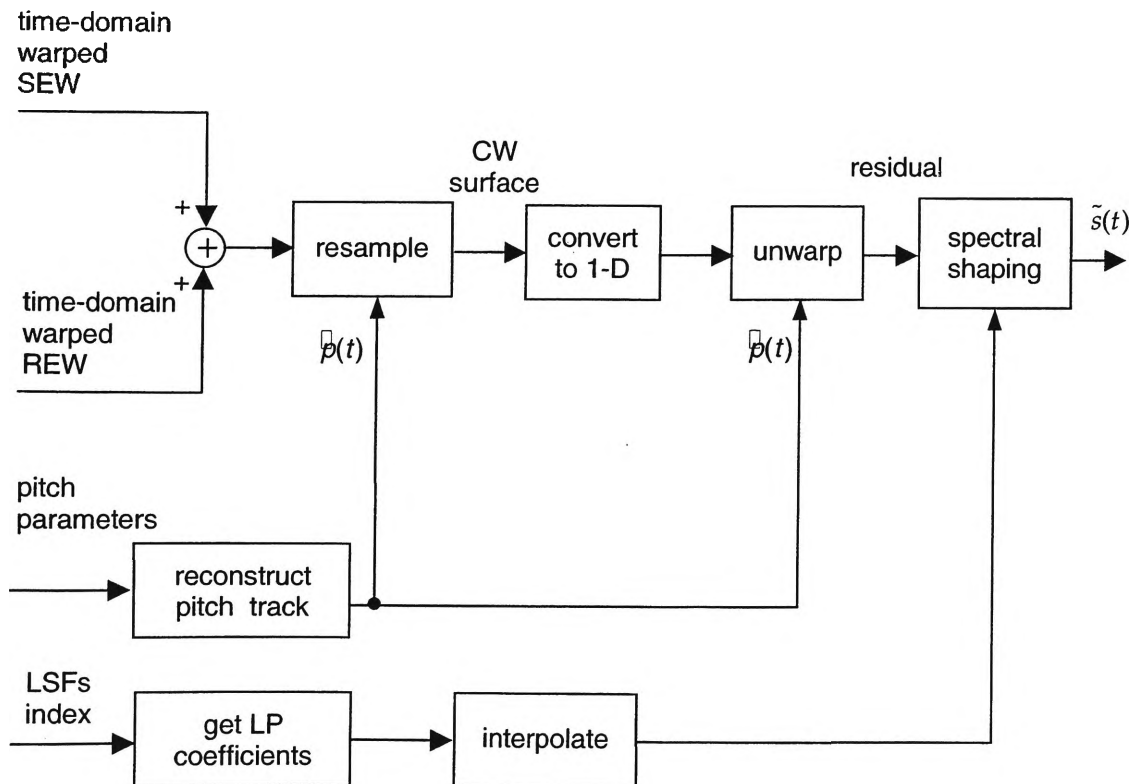 time-domain
warped
SEW
CW
surface
residual
+
+
+
resample
convert
to 1-D
unwarp
spectral
shaping
s̃(t)
time-domain
warped
REW
p(t)
p(t)
pitch
parameters
reconstruct
pitch track
LSFs
index
get LP
coefficients
interpolate